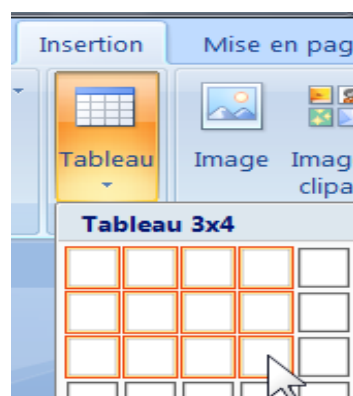 Insertion Mise en pag
Tableau Image Imag
clipa
Tableau 3x4